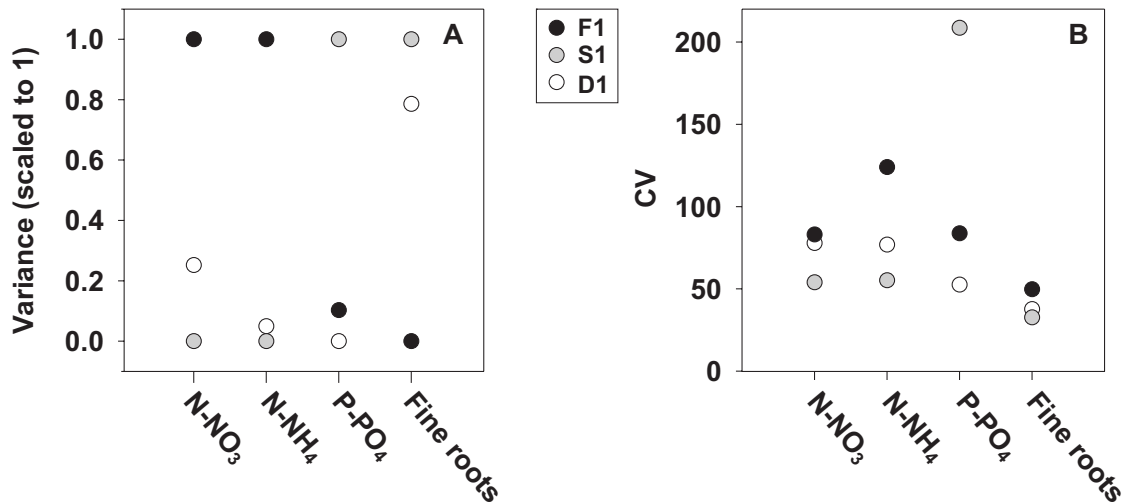 A
Variance (scaled to 1)
1.0
0.8
0.6
0.4
0.2
0.0
N-NO₃
N-NH₄
P-PO₄
Fine roots
F1
S1
D1
B
CV
200
150
100
50
0
N-NO₃
N-NH₄
P-PO₄
Fine roots